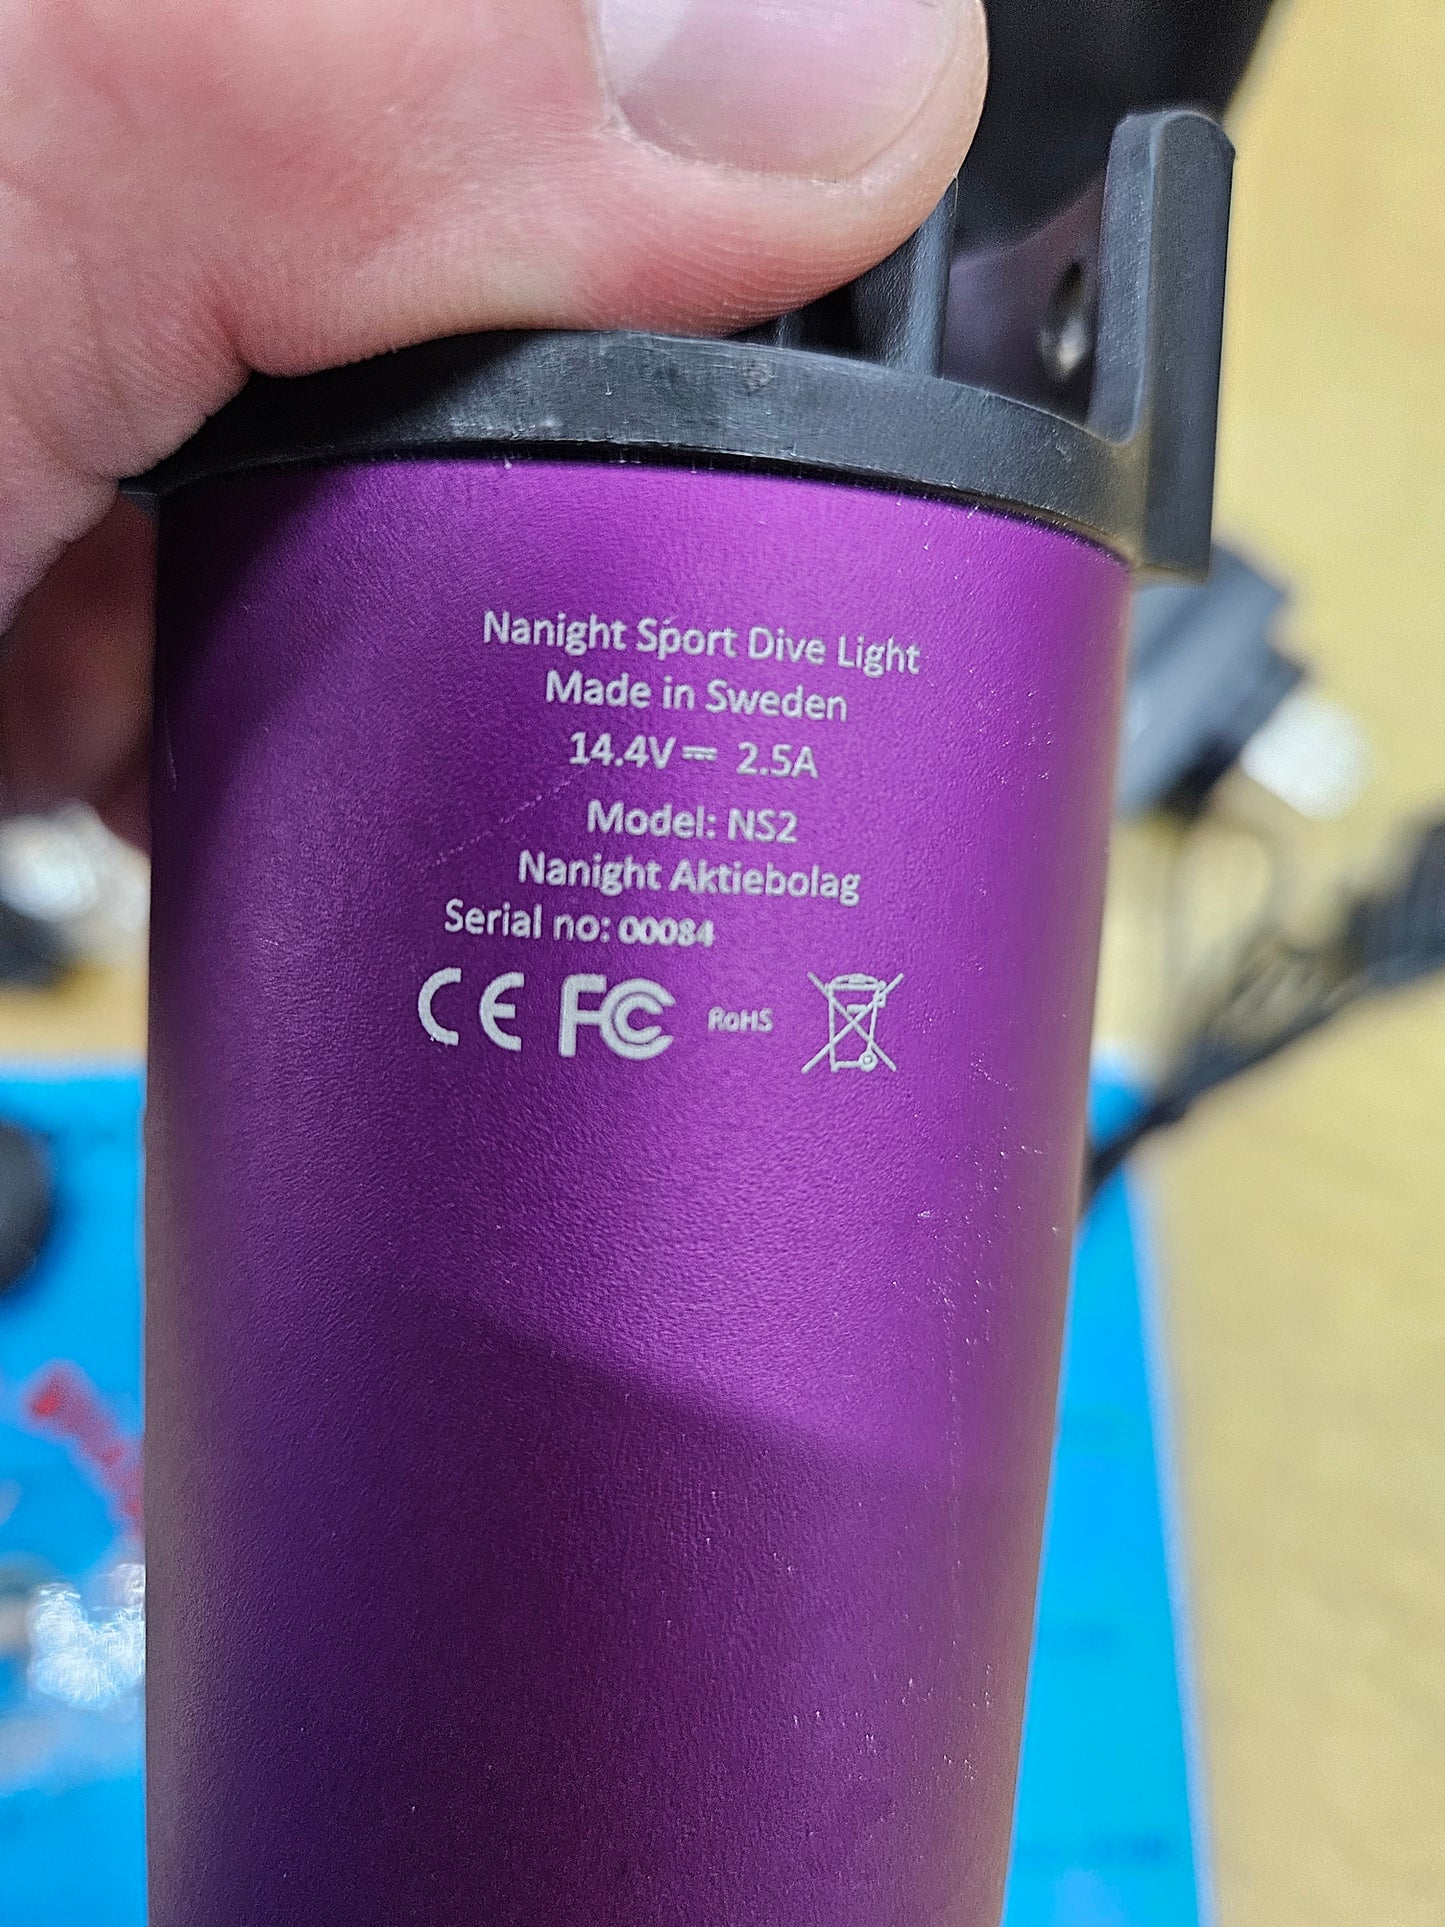 Nanight Sport Dive Light
Made in Sweden
14.4V ⎓ 2.5A
Model: NS2
Nanight Aktiebolag
Serial no: 00084
CE FC RoHS